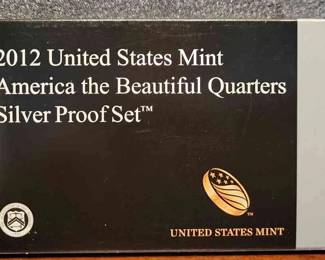 2012 United States Mint
America the Beautiful Quarters
Silver Proof Set™
UNITED STATES MINT